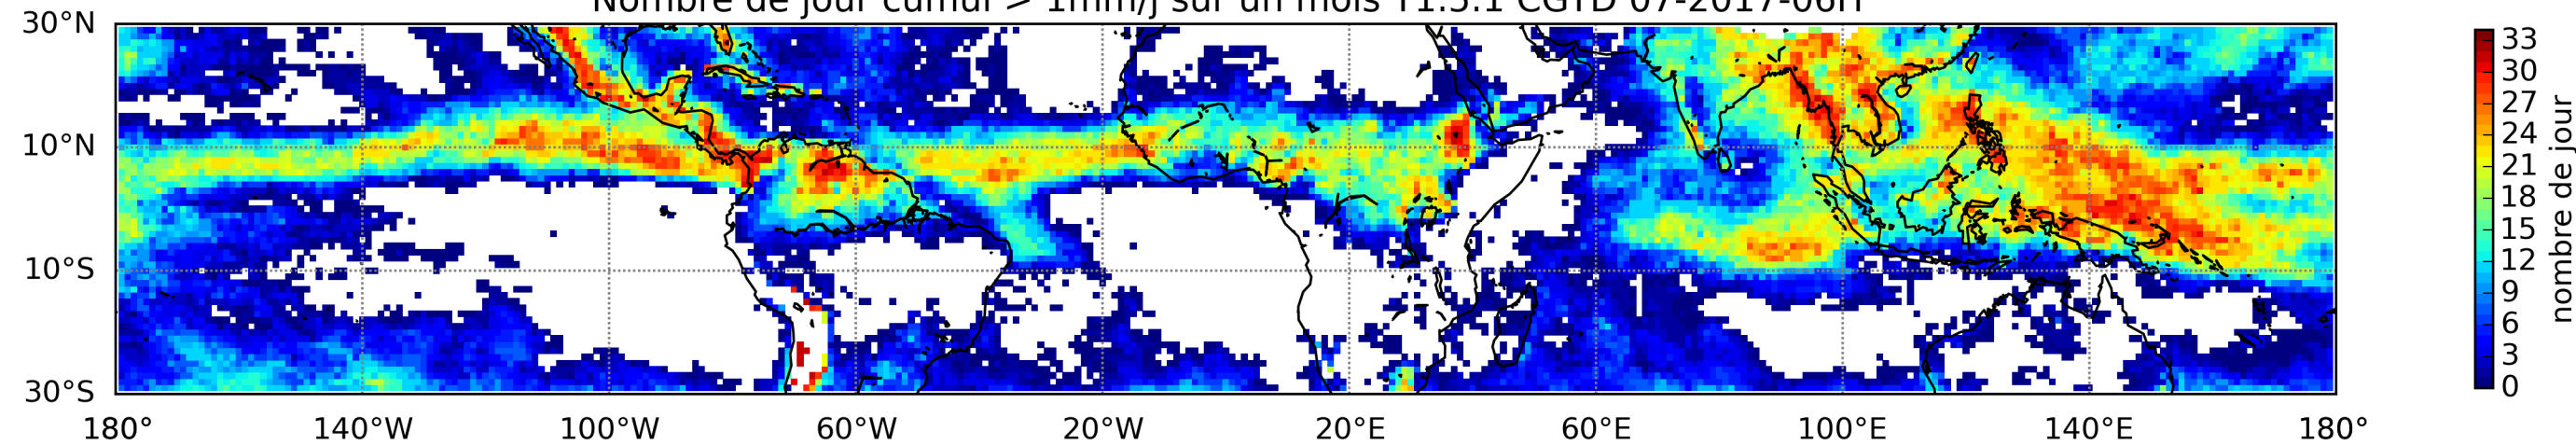 Nombre de jour cumul > 1mm/j sur un mois T1.5.1 CGTD 07-2017-06H
30°N
10°N
10°S
30°S
180° 140°W 100°W 60°W 20°W 20°E 60°E 100°E 140°E 180°
33
30
27
24
21
18
15
12
9
6
3
0
nombre de jour